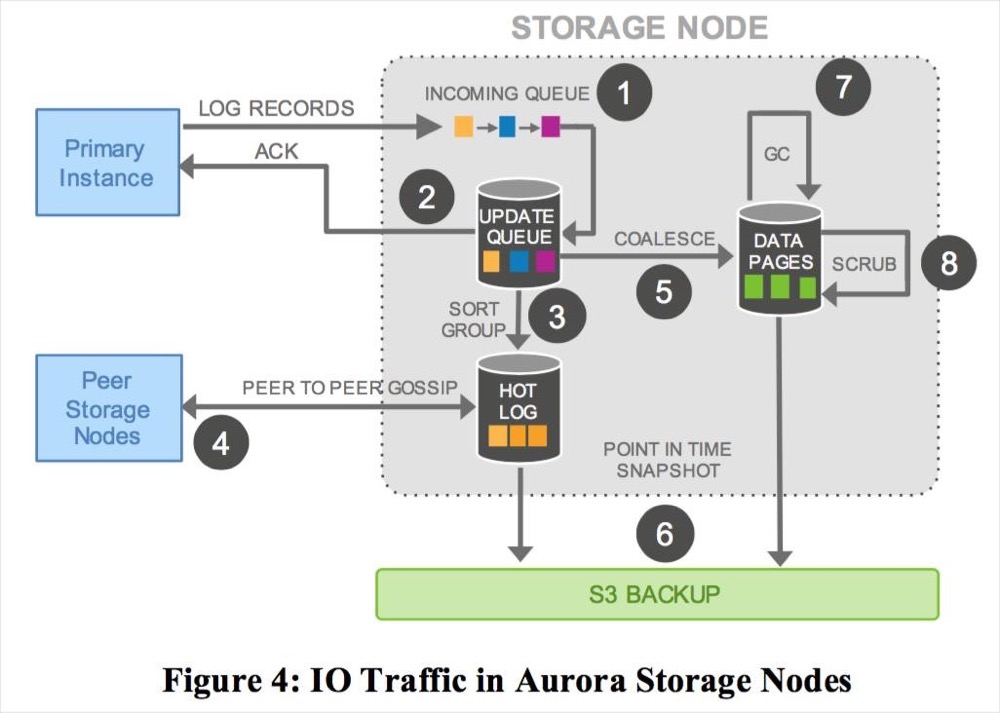 STORAGE NODE
INCOMING QUEUE
1
7
LOG RECORDS
Primary
Instance
ACK
GC
2
UPDATE
QUEUE
COALESCE
DATA
PAGES
SCRUB
8
5
SORT
GROUP
3
Peer
Storage
Nodes
PEER TO PEER GOSSIP
4
HOT
LOG
POINT IN TIME
SNAPSHOT
6
S3 BACKUP
Figure 4: IO Traffic in Aurora Storage Nodes